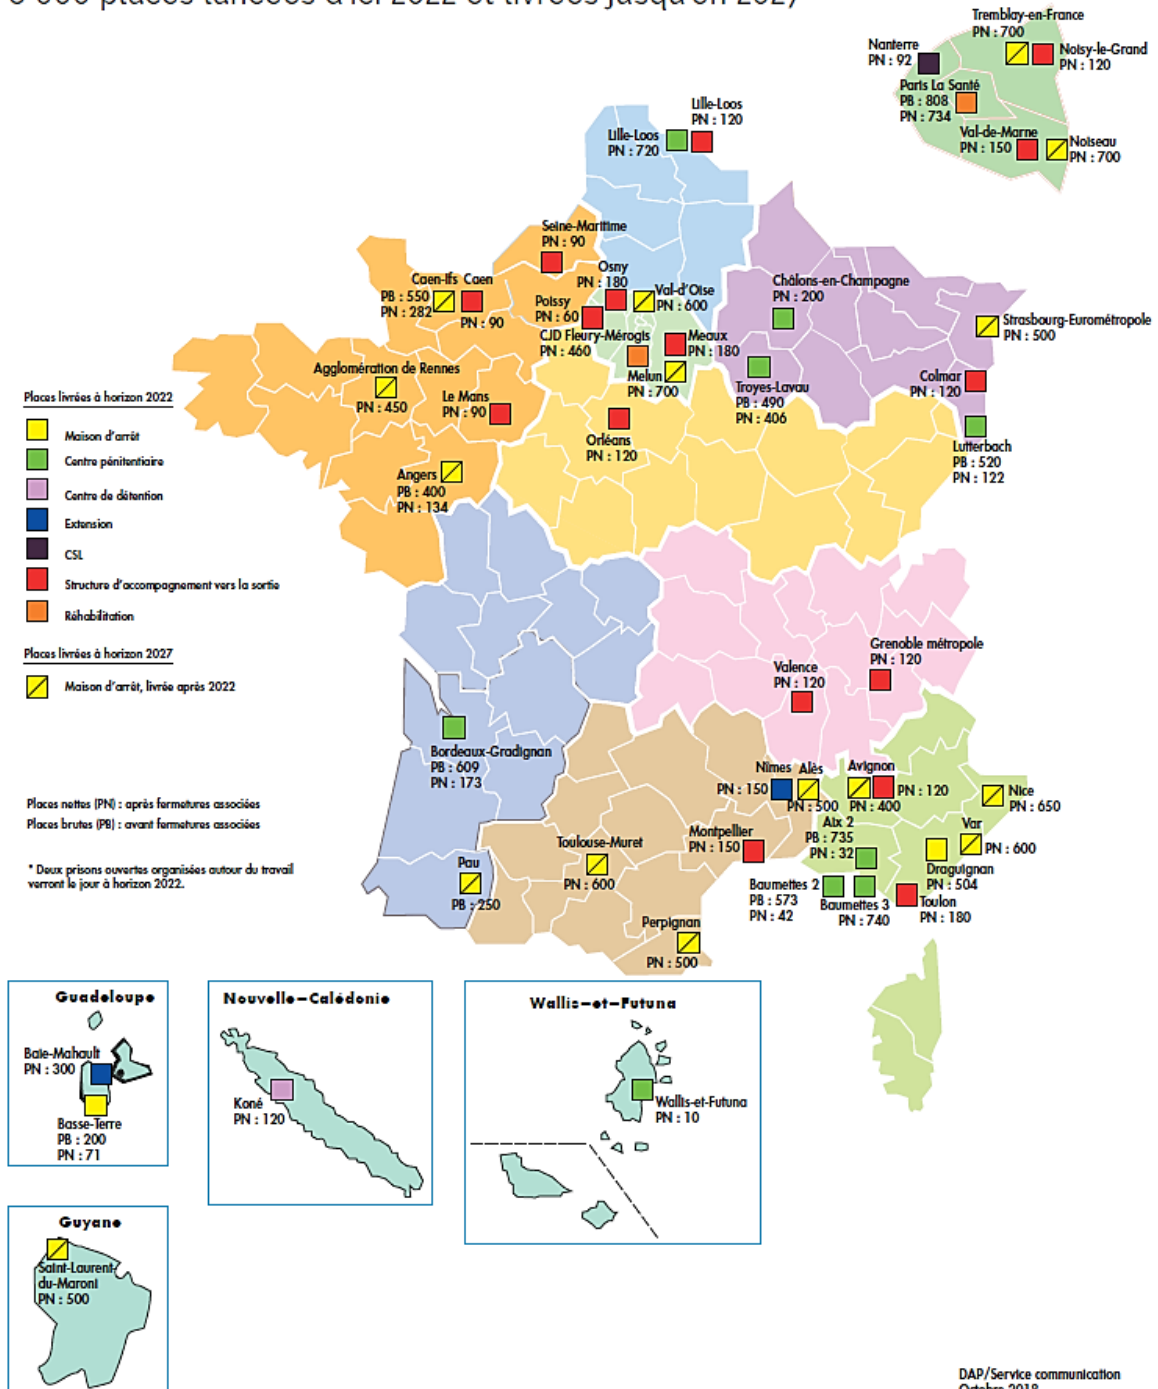 Tremblay-en-France
PN : 700
Nanterre
PN : 92
Noisy-le-Grand
PN : 120
Paris La Santé
PB : 808
PN : 734
Val-de-Marne
PN : 150
Noiseau
PN : 700
Lille-Loos
PN : 120
Lille-Loos
PN : 720
Seine-Maritime
PN : 90
Osny
PN : 180
Val-d'Oise
PN : 600
Caen-Ifs
PB : 550
PN : 282
Caen
PN : 90
Poissy
PN : 60
CJD Fleury-Mérogis
PN : 460
Meaux
PN : 180
Melun
PN : 700
Châlons-en-Champagne
PN : 200
Strasbourg-Eurométropole
PN : 500
Troyes-Lavau
PB : 490
PN : 406
Colmar
PN : 120
Lutterbach
PB : 520
PN : 122
Agglomération de Rennes
PN : 450
Le Mans
PN : 90
Orléans
PN : 120
Angers
PB : 400
PN : 134
Places livrées à horizon 2022
Maison d'arrêt
Centre pénitentiaire
Centre de détention
Extension
CSL
Structure d'accompagnement vers la sortie
Réhabilitation
Places livrées à horizon 2027
Maison d'arrêt, livrée après 2022
Places nettes (PN) : après fermetures associées
Places brutes (PB) : avant fermetures associées
* Deux prisons ouvertes organisées autour du travail
verront le jour à horizon 2022.
Grenoble métropole
PN : 120
Valence
PN : 120
Bordeaux-Gradignan
PB : 609
PN : 173
Nîmes
PN : 150
Alès
PN : 500
Avignon
PN : 400
PN : 120
Nice
PN : 650
Aix 2
PB : 735
PN : 32
Var
PN : 600
Draguignan
PN : 504
Montpellier
PN : 150
Toulouse-Muret
PN : 600
Pau
PB : 250
Baumettes 2
PB : 573
PN : 42
Baumettes 3
PN : 740
Toulon
PN : 180
Perpignan
PN : 500
Guadeloupe
Baie-Mahault
PN : 300
Basse-Terre
PB : 200
PN : 71
Nouvelle-Calédonie
Koné
PN : 120
Wallis-et-Futuna
Wallis-et-Futuna
PN : 10
Guyane
Saint-Laurent-
du-Maroni
PN : 500
DAP/Service communication
Octobre 2018